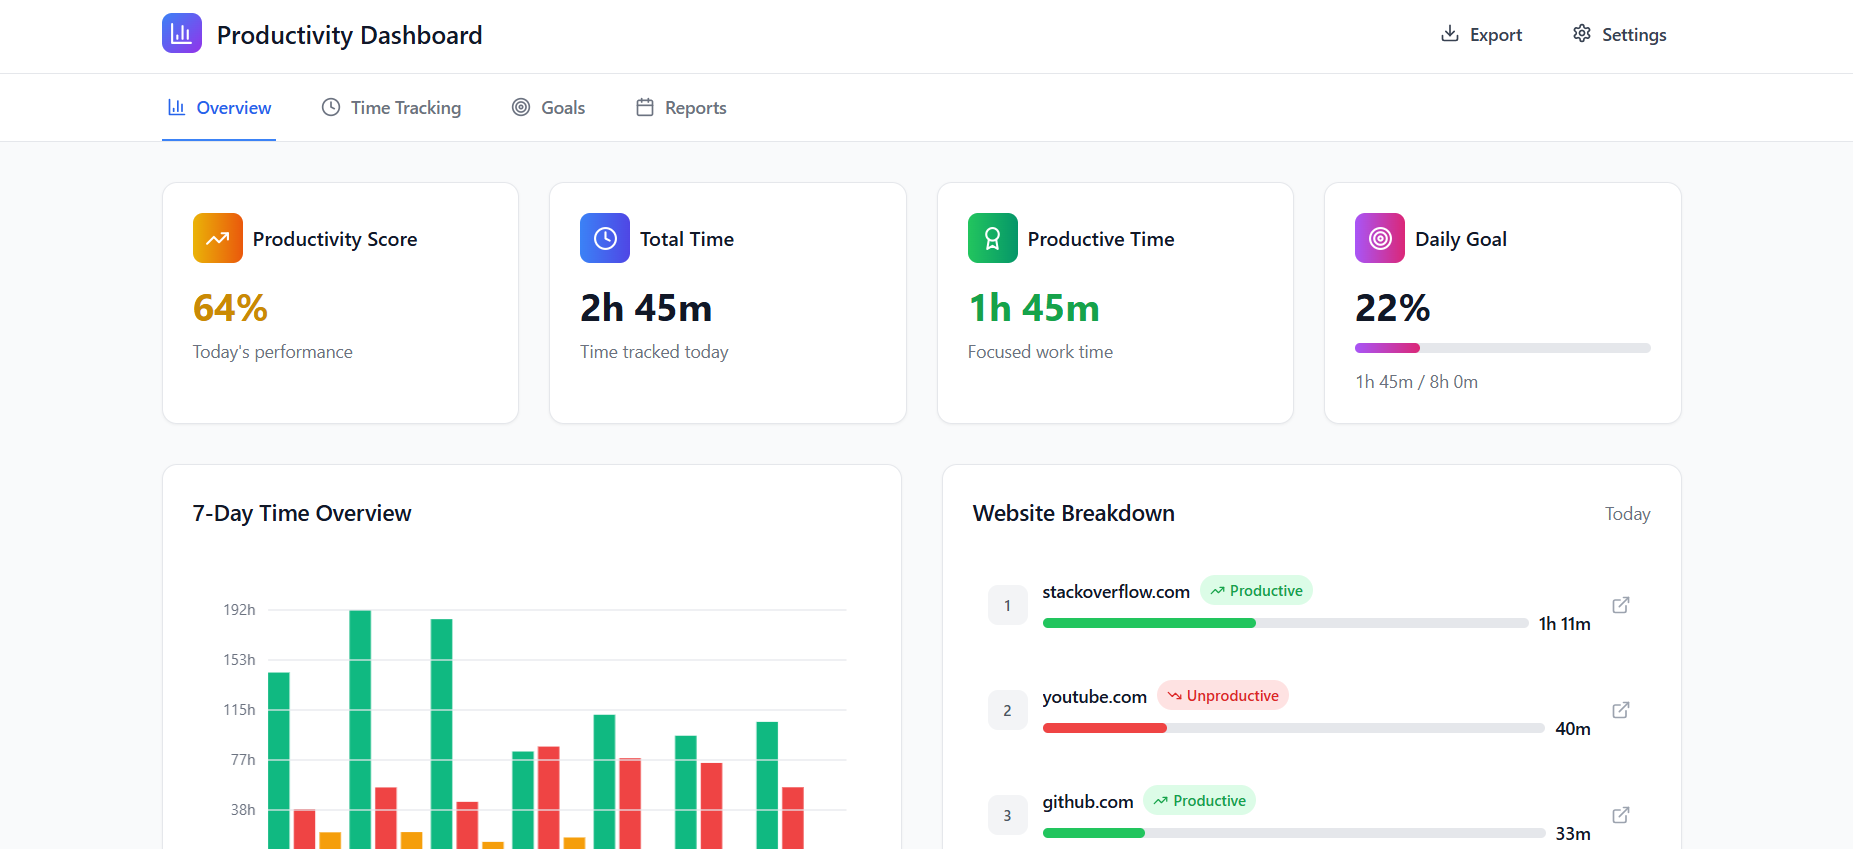 Productivity Dashboard
Export
Settings
Overview
Time Tracking
Goals
Reports
Productivity Score
64%
Today's performance
Total Time
2h 45m
Time tracked today
Productive Time
1h 45m
Focused work time
Daily Goal
22%
1h 45m / 8h 0m
7-Day Time Overview
192h
153h
115h
77h
38h
Website Breakdown
Today
1
stackoverflow.com
Productive
1h 11m
2
youtube.com
Unproductive
40m
3
github.com
Productive
33m